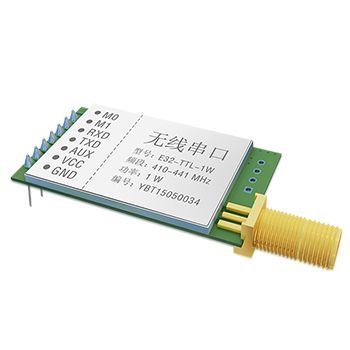 M0
M1
RXD
TXD
AUX
VCC
GND
无线串口
型号: E32-TTL-1W
频段: 410-441 MHz
功率: 1 W
编号: YBT15050034